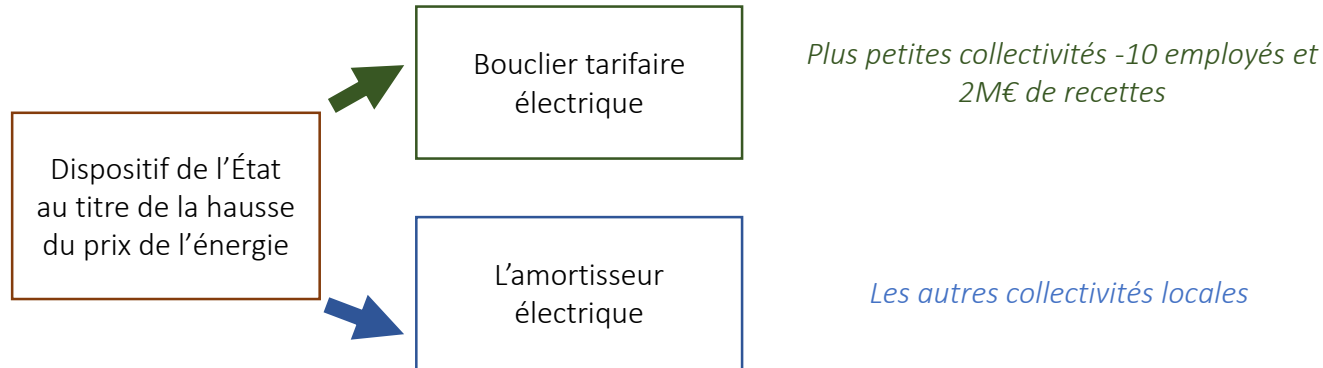 Bouclier tarifaire
électrique
Plus petites collectivités -10 employés et
2M€ de recettes
Dispositif de l’État
au titre de la hausse
du prix de l’énergie
L’amortisseur
électrique
Les autres collectivités locales